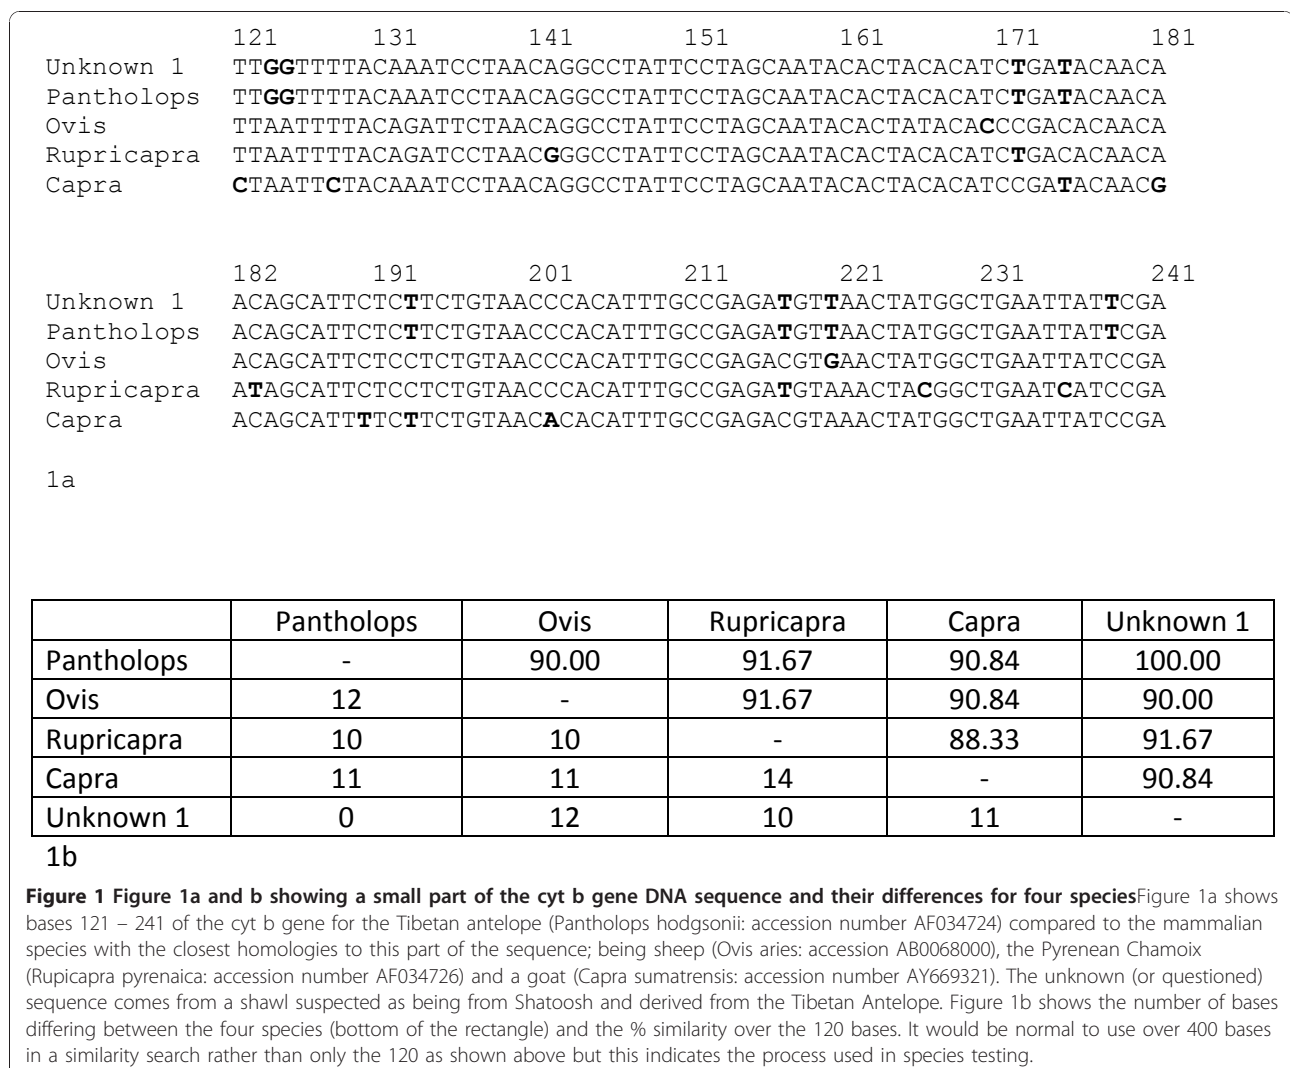 121 131 141 151 161 171 181
Unknown 1 TTGGTTTTACAAATCCTAACAGGCCTATTCCTAGCAATACACTACACATCTGATACAACA
Pantholops TTGGTTTTACAAATCCTAACAGGCCTATTCCTAGCAATACACTACACATCTGATACAACA
Ovis TTAATTTTACAGATTCTAACAGGCCTATTCCTAGCAATACACTATACACCCGACACAACA
Rupricapra TTAATTTTACAGATCCTAACGGGCCTATTCCTAGCAATACACTACACATCTGACACAACA
Capra CTAATTCTACAAATCCTAACAGGCCTATTCCTAGCAATACACTACACATCCGATACAACG
182 191 201 211 221 231 241
Unknown 1 ACAGCATTCTCTTCTGTAACCCACATTTGCCGAGATGTTAACTATGGCTGAATTATTCGA
Pantholops ACAGCATTCTCTTCTGTAACCCACATTTGCCGAGATGTTAACTATGGCTGAATTATTCGA
Ovis ACAGCATTCTCCTCTGTAACCCACATTTGCCGAGACGTGAACTATGGCTGAATTATCCGA
Rupricapra ATAGCATTCTCCTCTGTAACCCACATTTGCCGAGATGTAAACTACGGCTGAATCATCCGA
Capra ACAGCATTTTCTTCTGTAACACACATTTGCCGAGACGTAAACTATGGCTGAATTATCCGA
1a
Pantholops Ovis Rupricapra Capra Unknown 1
Pantholops - 90.00 91.67 90.84 100.00
Ovis 12 - 91.67 90.84 90.00
Rupricapra 10 10 - 88.33 91.67
Capra 11 11 14 - 90.84
Unknown 1 0 12 10 11 -
1b
Figure 1 Figure 1a and b showing a small part of the cyt b gene DNA sequence and their differences for four speciesFigure 1a shows
bases 121 – 241 of the cyt b gene for the Tibetan antelope (Pantholops hodgsonii: accession number AF034724) compared to the mammalian
species with the closest homologies to this part of the sequence; being sheep (Ovis aries: accession AB0068000), the Pyrenean Chamoix
(Rupicapra pyrenaica: accession number AF034726) and a goat (Capra sumatrensis: accession number AY669321). The unknown (or questioned)
sequence comes from a shawl suspected as being from Shatoosh and derived from the Tibetan Antelope. Figure 1b shows the number of bases
differing between the four species (bottom of the rectangle) and the % similarity over the 120 bases. It would be normal to use over 400 bases
in a similarity search rather than only the 120 as shown above but this indicates the process used in species testing.